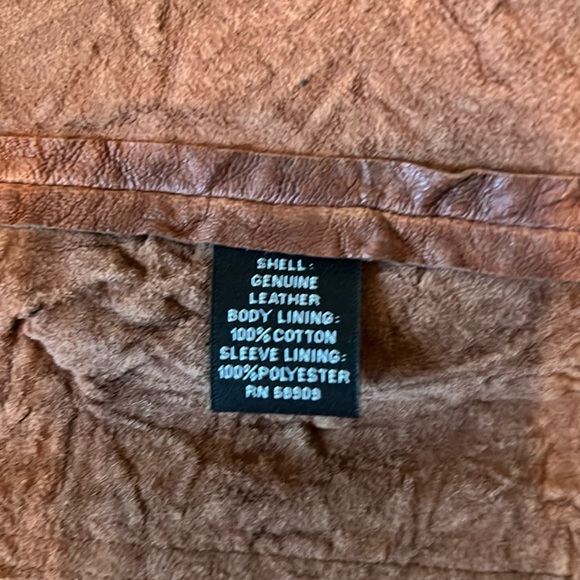 SHELL:
GENUINE
LEATHER
BODY LINING:
100%COTTON
SLEEVE LINING:
100%POLYESTER
RN 58909